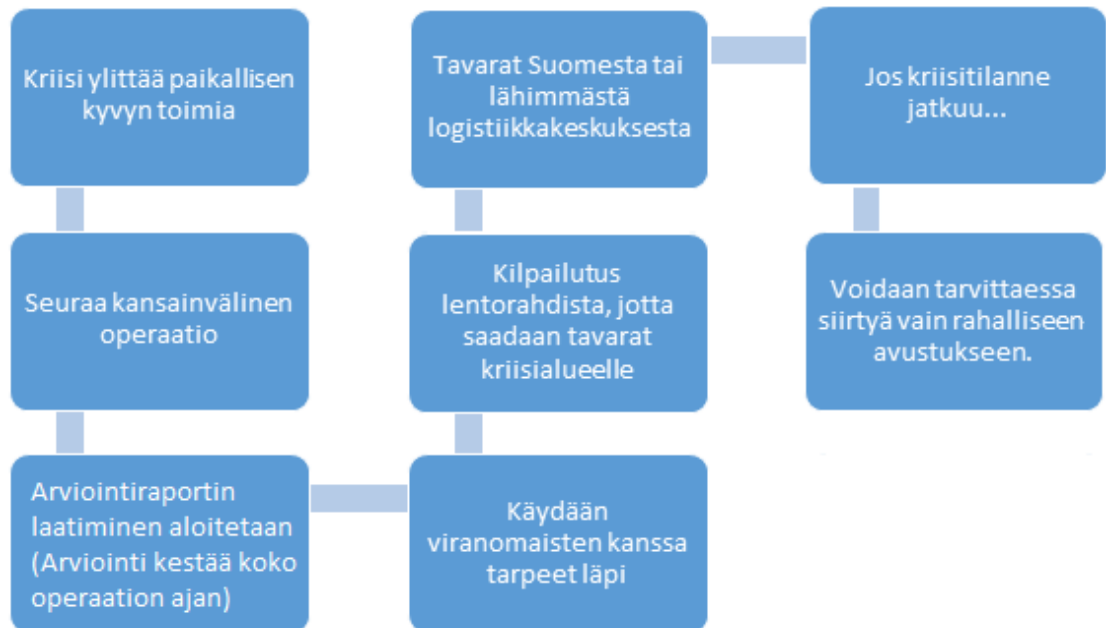 Kriisi ylittää paikallisen
kyvyn toimia
Seuraa kansainvälinen
operaatio
Arviointiraportin
laatiminen aloitetaan
(Arviointi kestää koko
operaation ajan)
Käydään
viranomaisten kanssa
tarpeet läpi
Kilpailutus
lentorahdista, jotta
saadaan tavarat
kriisialueelle
Tavarat Suomesta tai
lähimmästä
logistiikkakeskuksesta
Jos kriisitilanne
jatkuu...
Voidaan tarvittaessa
siirtyä vain rahalliseen
avustukseen.